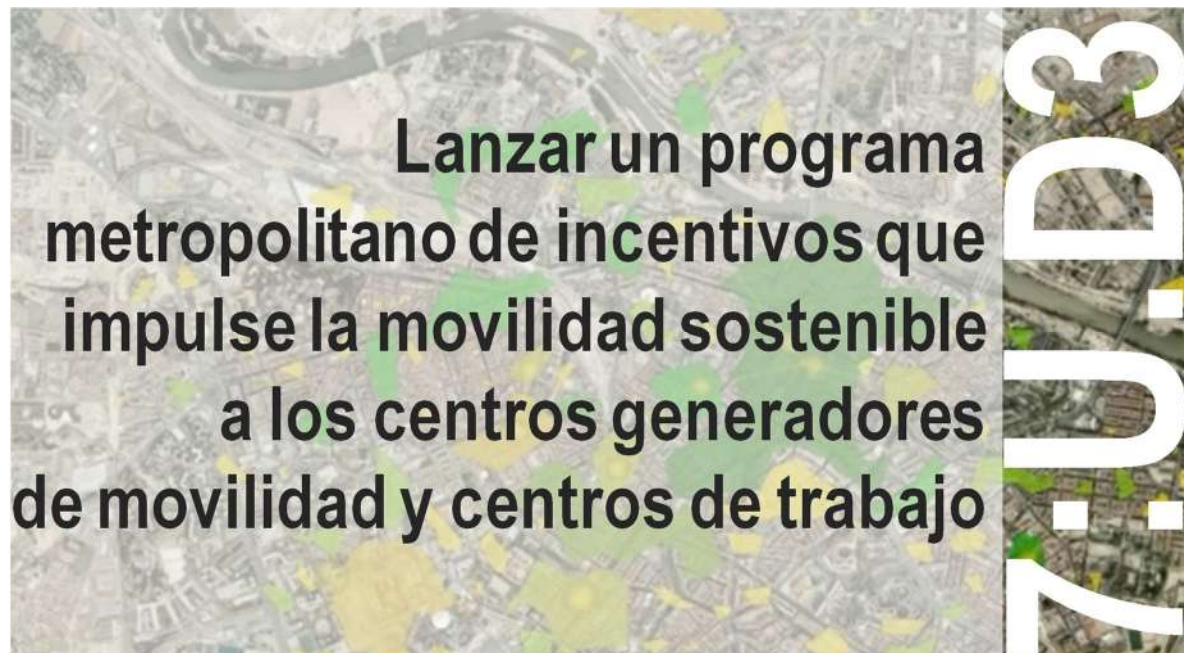 Lanzar un programa
metropolitano de incentivos que
impulse la movilidad sostenible
a los centros generadores
de movilidad y centros de trabajo
7.U.D3